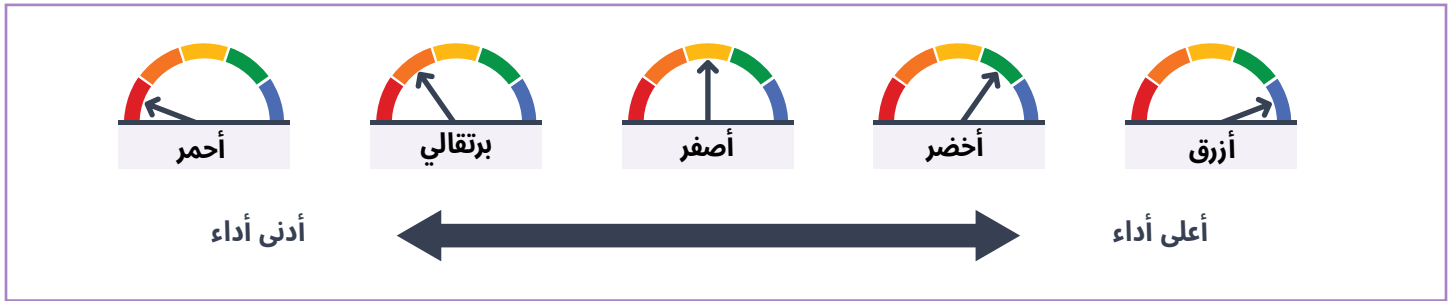 أزرق
أخضر
أصفر
برتقالي
أحمر
أعلى أداء
أدنى أداء